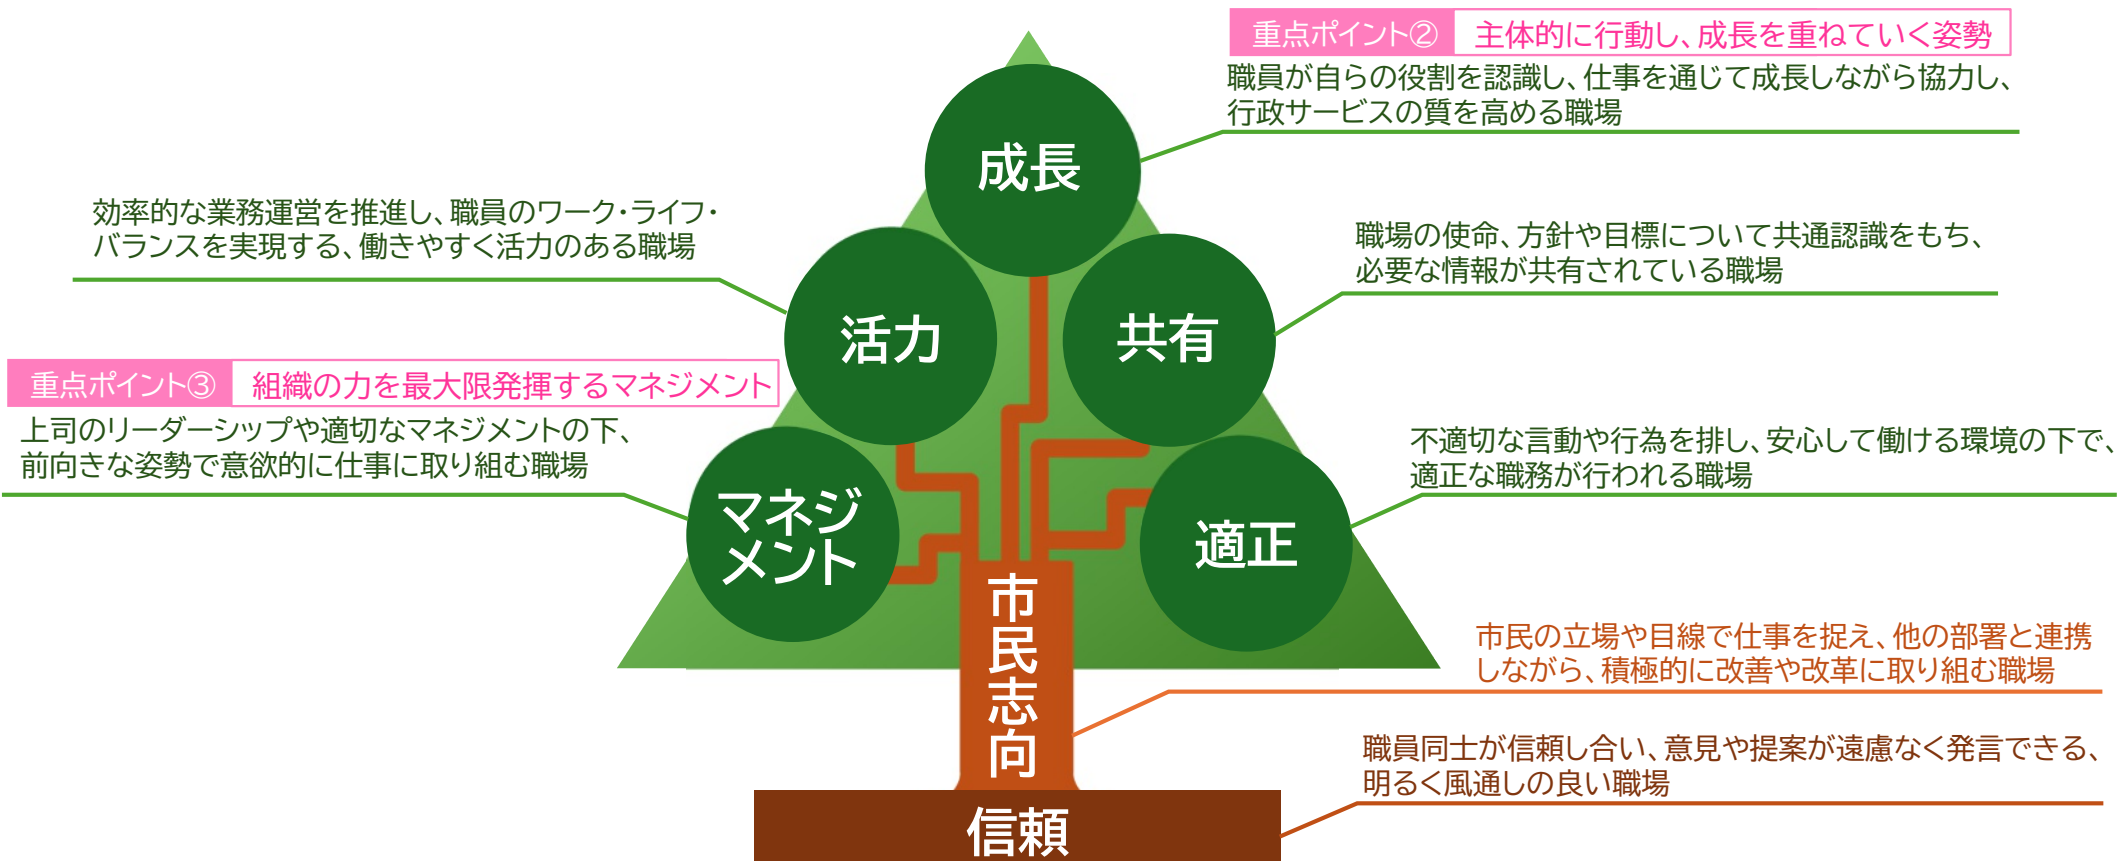 重点ポイント② 主体的に行動し、成長を重ねていく姿勢
職員が自らの役割を認識し、仕事を通じて成長しながら協力し、
行政サービスの質を高める職場
成長
効率的な業務運営を推進し、職員のワーク・ライフ・
バランスを実現する、働きやすく活力のある職場
活力
職場の使命、方針や目標について共通認識をもち、
必要な情報が共有されている職場
共有
重点ポイント③ 組織の力を最大限発揮するマネジメント
上司のリーダーシップや適切なマネジメントの下、
前向きな姿勢で意欲的に仕事に取り組む職場
マネジ
メント
不適切な言動や行為を排し、安心して働ける環境の下で、
適正な職務が行われる職場
適正
市民志向
市民の立場や目線で仕事を捉え、他の部署と連携
しながら、積極的に改善や改革に取り組む職場
職員同士が信頼し合い、意見や提案が遠慮なく発言できる、
明るく風通しの良い職場
信頼